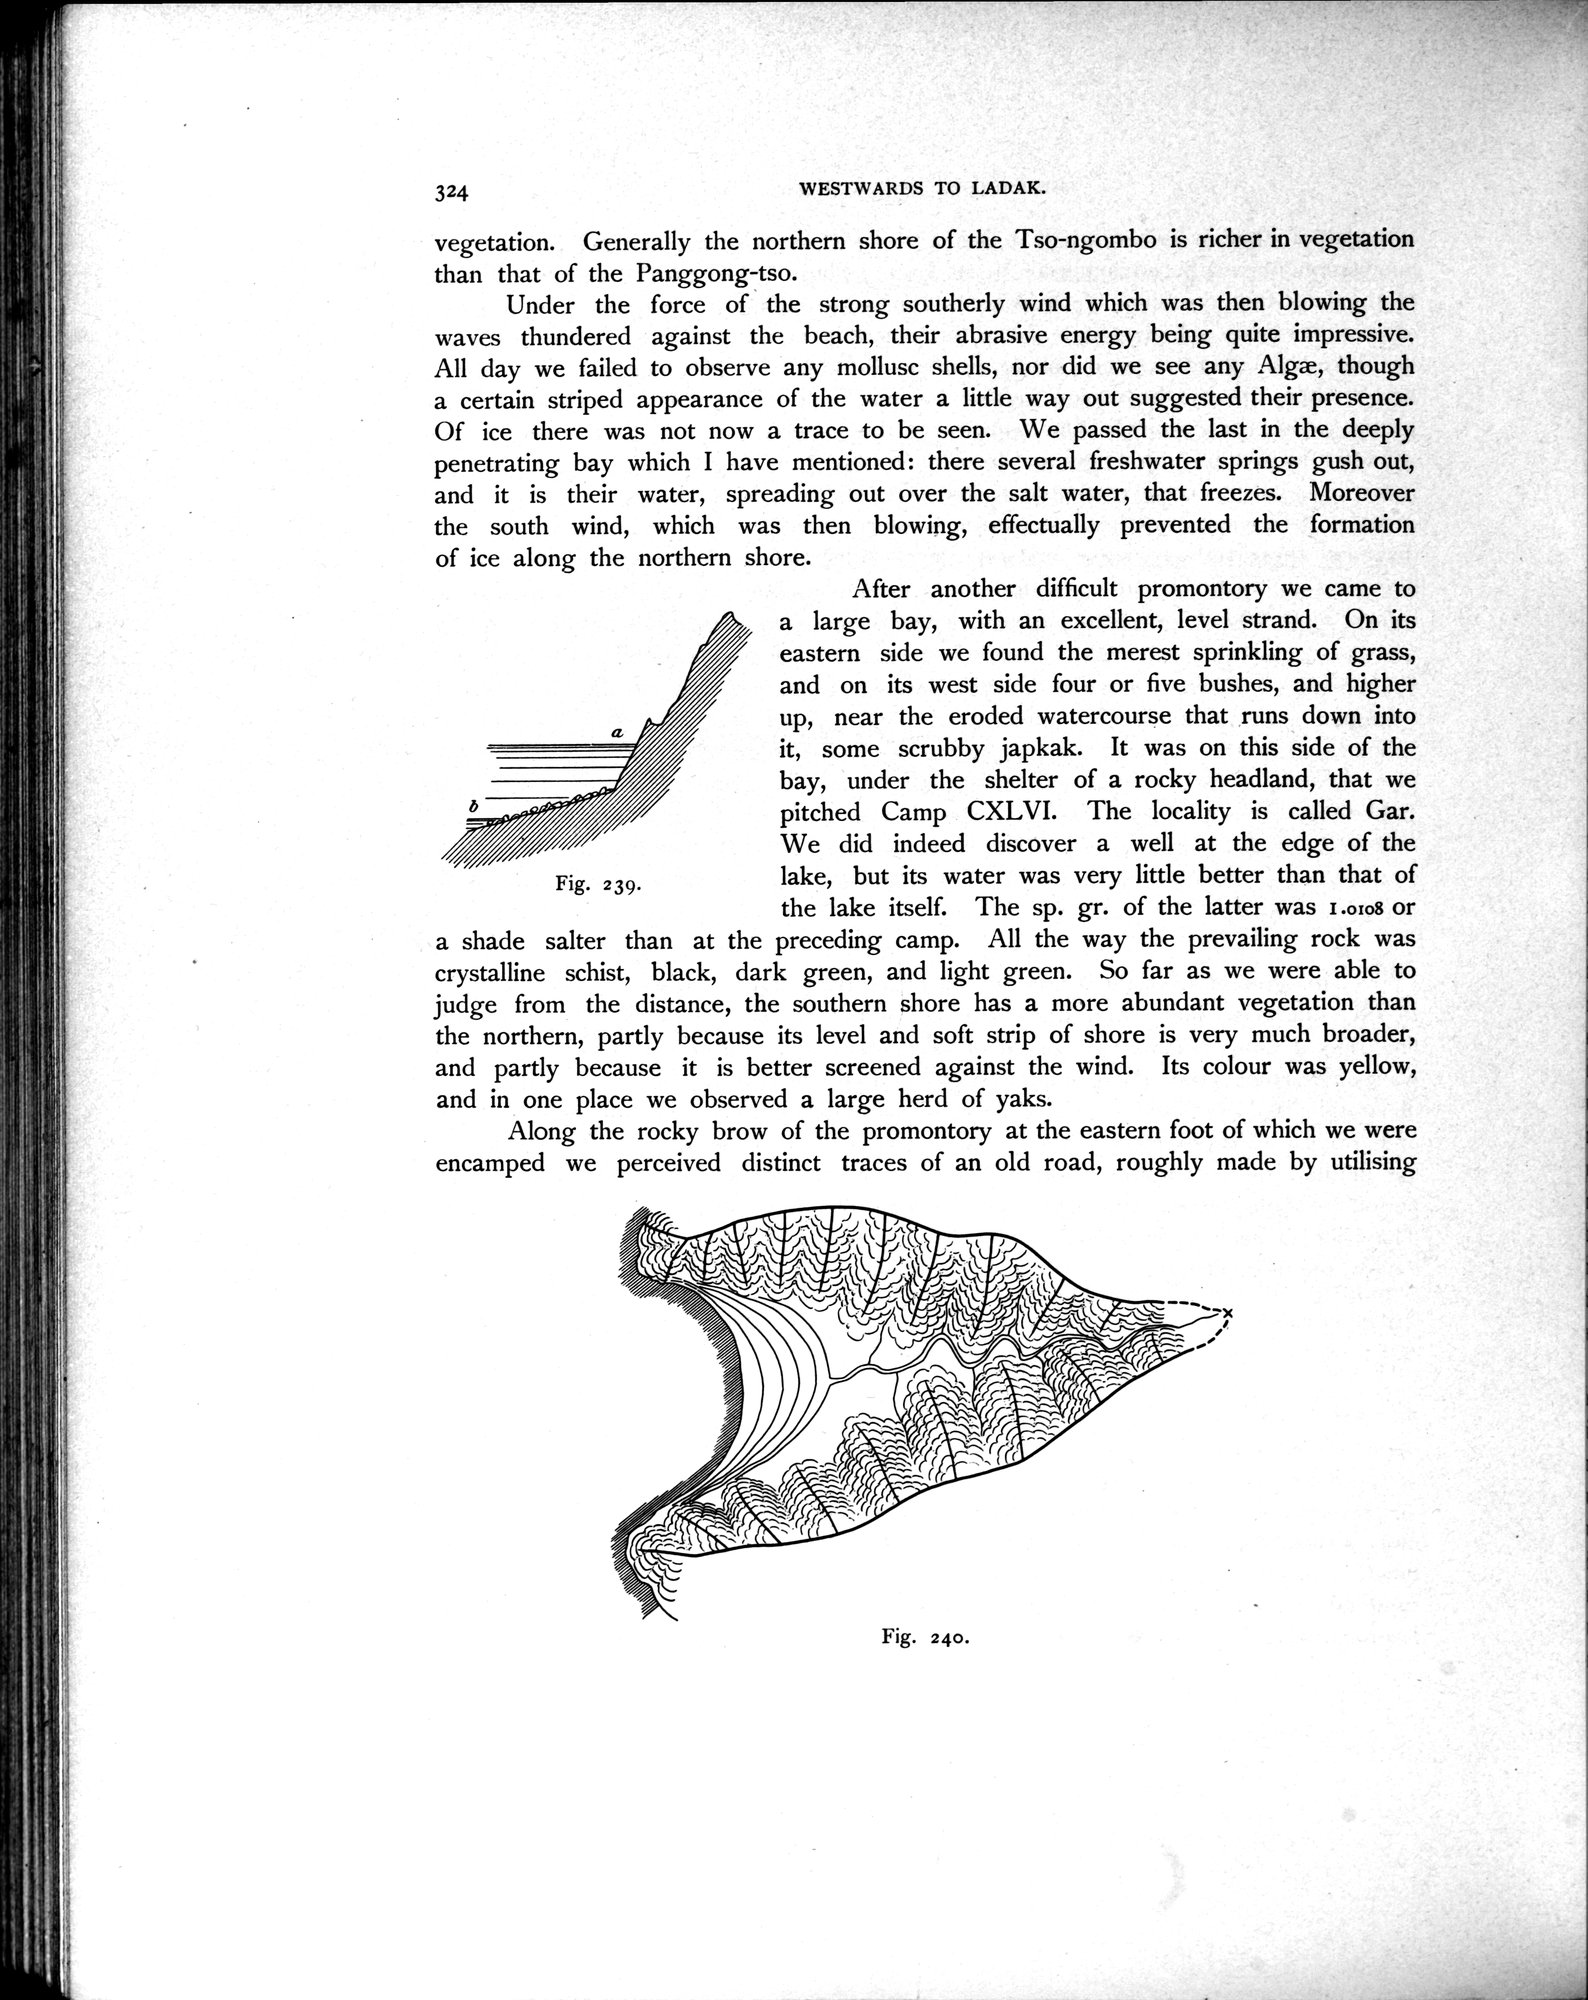 324
WESTWARDS TO LADAK.
vegetation. Generally the northern shore of the Tso-ngombo is richer in vegetation
than that of the Panggong-tso.
Under the force of the strong southerly wind which was then blowing the
waves thundered against the beach, their abrasive energy being quite impressive.
All day we failed to observe any mollusc shells, nor did we see any Algæ, though
a certain striped appearance of the water a little way out suggested their presence.
Of ice there was not now a trace to be seen. We passed the last in the deeply
penetrating bay which I have mentioned: there several freshwater springs gush out,
and it is their water, spreading out over the salt water, that freezes. Moreover
the south wind, which was then blowing, effectually prevented the formation
of ice along the northern shore.
After another difficult promontory we came to
a large bay, with an excellent, level strand. On its
eastern side we found the merest sprinkling of grass,
and on its west side four or five bushes, and higher
up, near the eroded watercourse that runs down into
it, some scrubby japkak. It was on this side of the
bay, under the shelter of a rocky headland, that we
pitched Camp CXLVI. The locality is called Gar.
We did indeed discover a well at the edge of the
lake, but its water was very little better than that of
the lake itself. The sp. gr. of the latter was 1.0108 or
a
b
Fig. 239.
a shade salter than at the preceding camp. All the way the prevailing rock was
crystalline schist, black, dark green, and light green. So far as we were able to
judge from the distance, the southern shore has a more abundant vegetation than
the northern, partly because its level and soft strip of shore is very much broader,
and partly because it is better screened against the wind. Its colour was yellow,
and in one place we observed a large herd of yaks.
Along the rocky brow of the promontory at the eastern foot of which we were
encamped we perceived distinct traces of an old road, roughly made by utilising
Fig. 240.